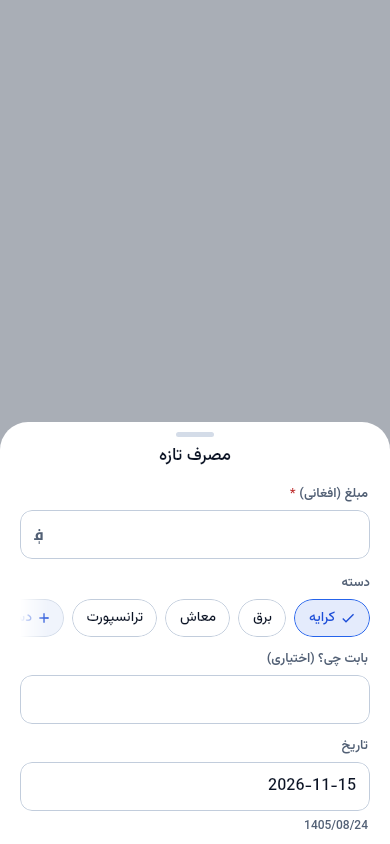 مصرف تازه
مبلغ (افغانی) *
؋
دسته
کرایه برق معاش ترانسپورت +
بابت چی؟ (اختیاری)
تاریخ
2026-11-15
1405/08/24